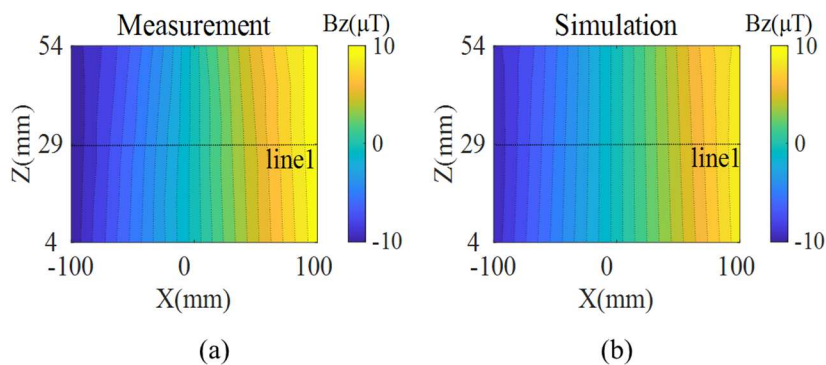 Measurement
Bz(μT)
54
29
4
Z(mm)
line1
-100
0
100
X(mm)
10
0
-10
(a)
Simulation
Bz(μT)
54
29
4
Z(mm)
line1
-100
0
100
X(mm)
10
0
-10
(b)